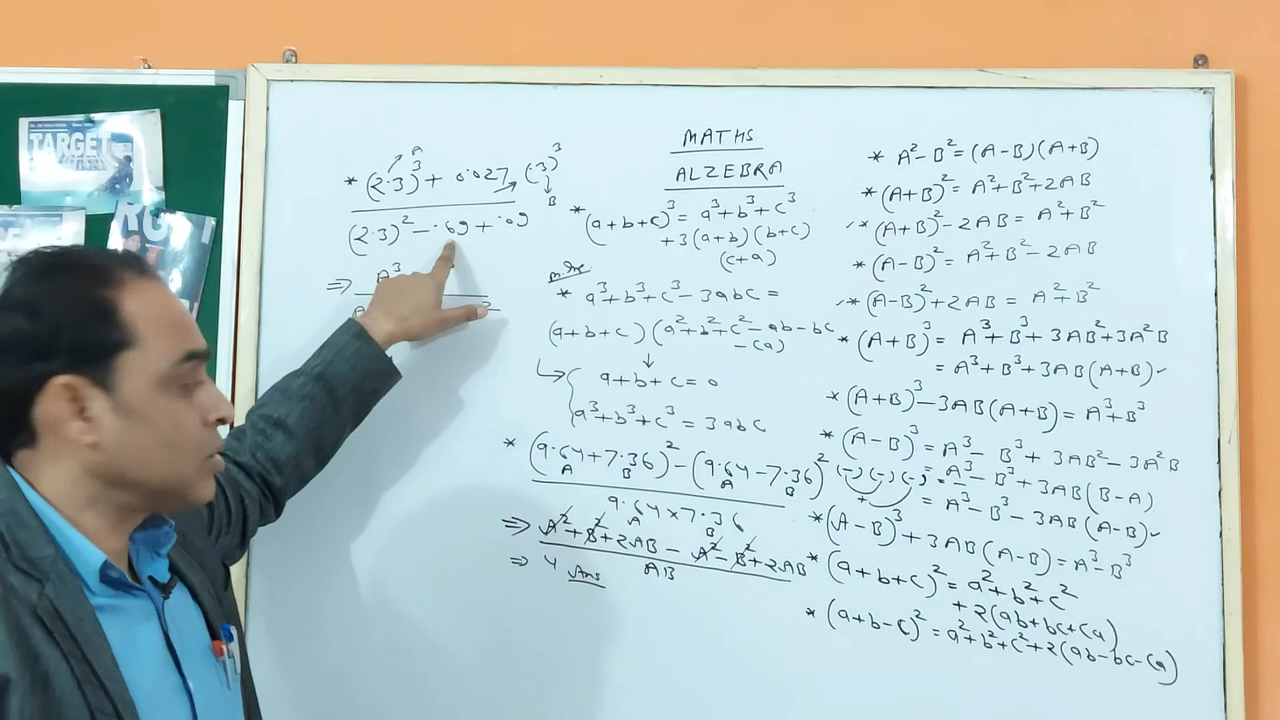 TARGET
MATHS
ALZEBRA
A
* (2.3)³ + 0.027 (.3)³
B
(2.3)² - .69 + .09
⇒ A³
* (a+b+c)³ = a³+b³+c³
+3(a+b)(b+c)
(c+a)
* a³+b³+c³-3abc =
(a+b+c)(a²+b²+c²-ab-bc
-ca)
↓
a+b+c=0
a³+b³+c³=3abc
* (9.64+7.36)² - (9.64-7.36)²
A B A B
9.64×7.36
A B
⇒ A²+B²+2AB - A²-B²+2AB
AB
⇒ 4 Ans
* A²-B²=(A-B)(A+B)
* (A+B)²=A²+B²+2AB
* (A+B)²-2AB=A²+B²
* (A-B)²=A²+B²-2AB
* (A-B)²+2AB=A²+B²
* (A+B)³=A³+B³+3AB²+3A²B
=A³+B³+3AB(A+B)
* (A+B)³-3AB(A+B)=A³+B³
* (A-B)³=A³-B³+3AB²-3A²B
(-)(-)(-)=- =A³-B³+3AB(B-A)
+ =A³-B³-3AB(A-B)
* (A-B)³+3AB(A-B)=A³-B³
* (a+b+c)²=a²+b²+c²
+2(ab+bc+ca)
* (a+b-c)²=a²+b²+c²+2(ab-bc-ca)